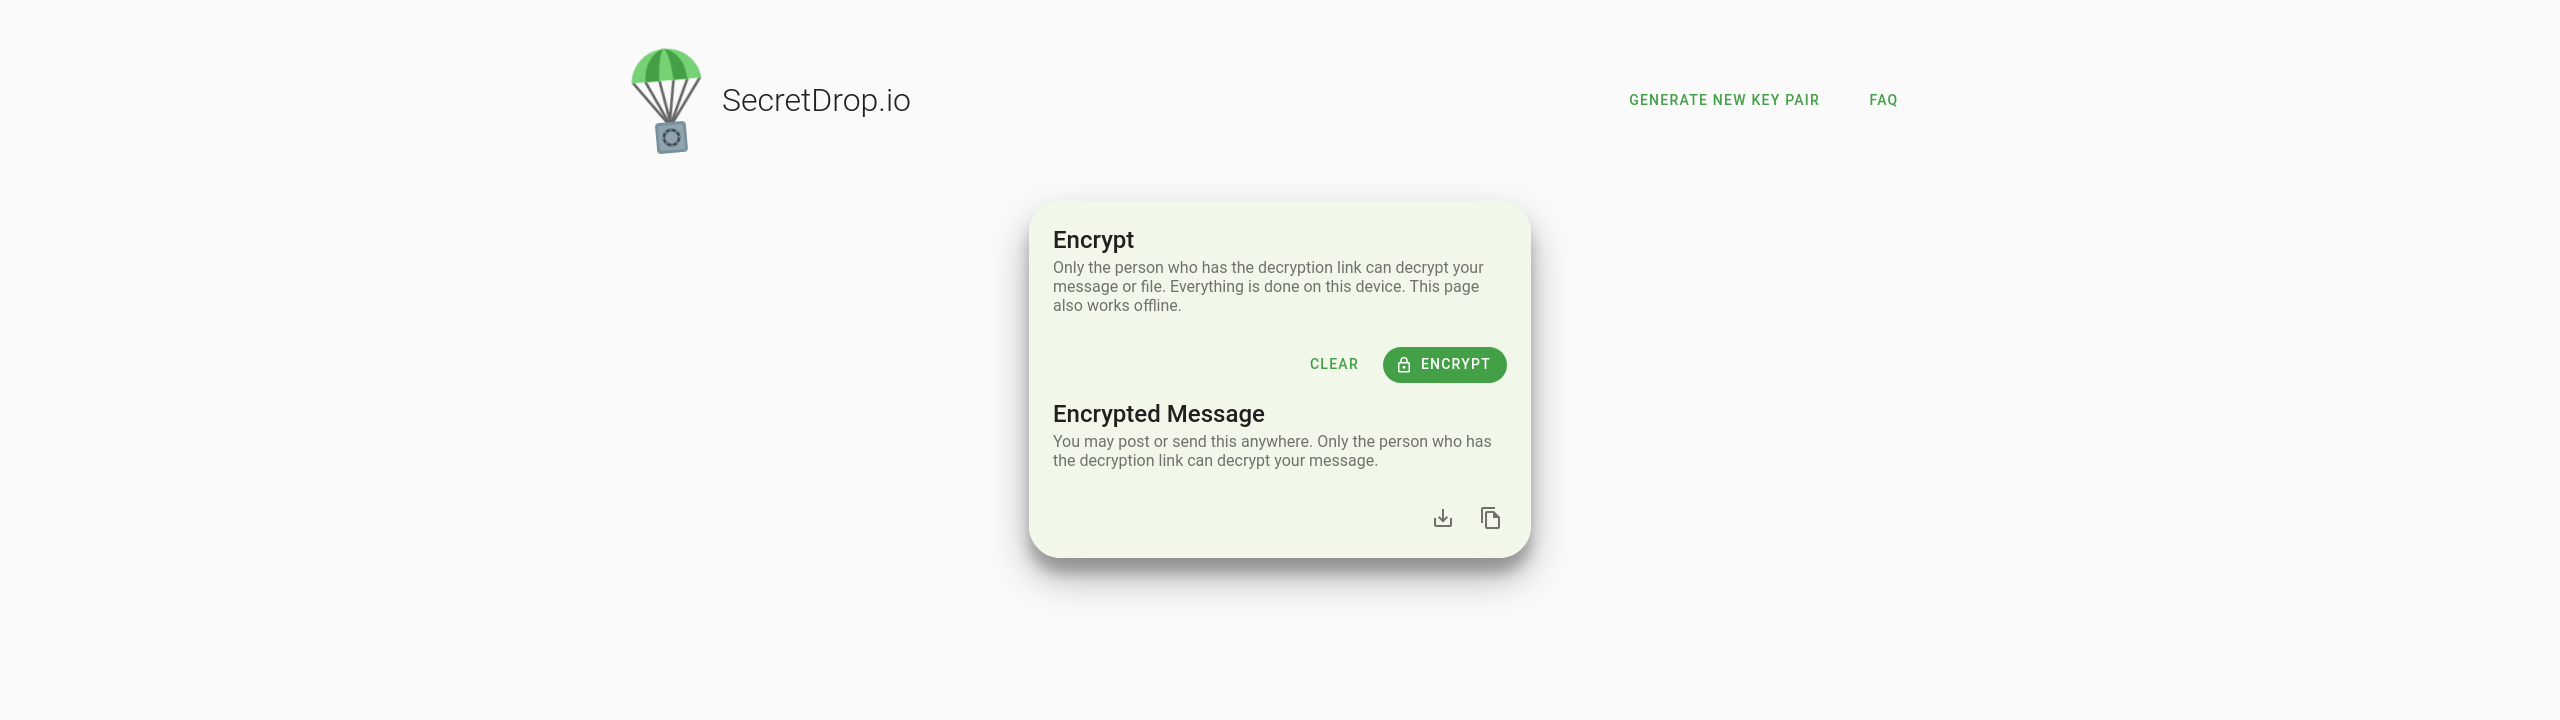 SecretDrop.io
GENERATE NEW KEY PAIR
FAQ
Encrypt
Only the person who has the decryption link can decrypt your
message or file. Everything is done on this device. This page
also works offline.
CLEAR
ENCRYPT
Encrypted Message
You may post or send this anywhere. Only the person who has
the decryption link can decrypt your message.